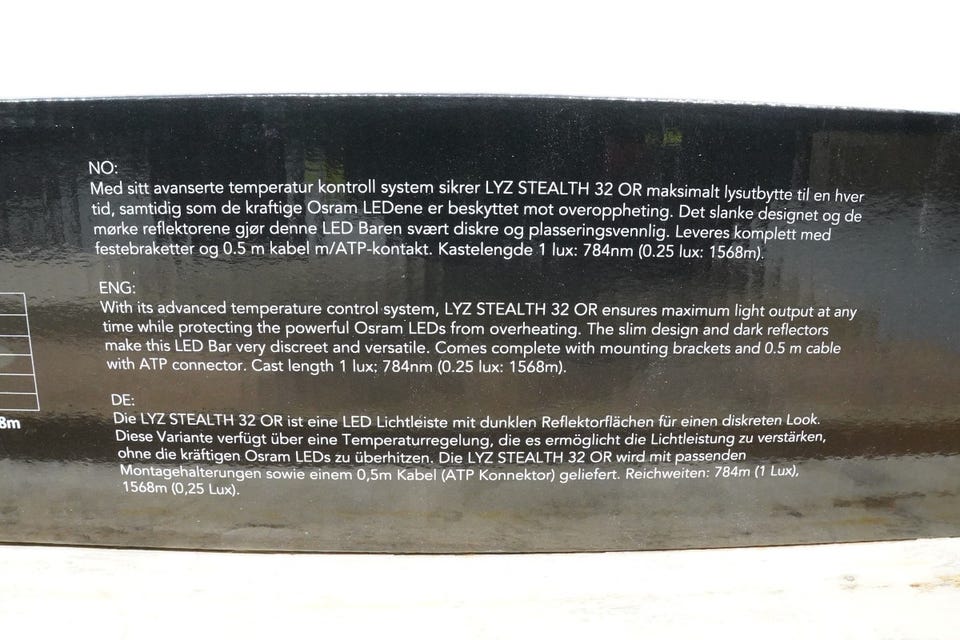 NO:
Med sitt avanserte temperatur kontroll system sikrer LYZ STEALTH 32 OR maksimalt lysutbytte til en hver
tid, samtidig som de kraftige Osram LEDene er beskyttet mot overoppheting. Det slanke designet og de
mørke reflektorene gjør denne LED Baren svært diskre og plasseringsvennlig. Leveres komplett med
festebraketter og 0.5 m kabel m/ATP-kontakt. Kastelengde 1 lux: 784nm (0.25 lux: 1568m).
ENG:
With its advanced temperature control system, LYZ STEALTH 32 OR ensures maximum light output at any
time while protecting the powerful Osram LEDs from overheating. The slim design and dark reflectors
make this LED Bar very discreet and versatile. Comes complete with mounting brackets and 0.5 m cable
with ATP connector. Cast length 1 lux: 784nm (0.25 lux: 1568m).
8m
DE:
Die LYZ STEALTH 32 OR ist eine LED Lichtleiste mit dunklen Reflektorflächen für einen diskreten Look.
Diese Variante verfügt über eine Temperaturregelung, die es ermöglicht die Lichtleistung zu verstärken,
ohne die kräftigen Osram LEDs zu überhitzen. Die LYZ STEALTH 32 OR wird mit passenden
Montagehalterungen sowie einem 0,5m Kabel (ATP Konnektor) geliefert. Reichweiten: 784m (1 Lux),
1568m (0,25 Lux).